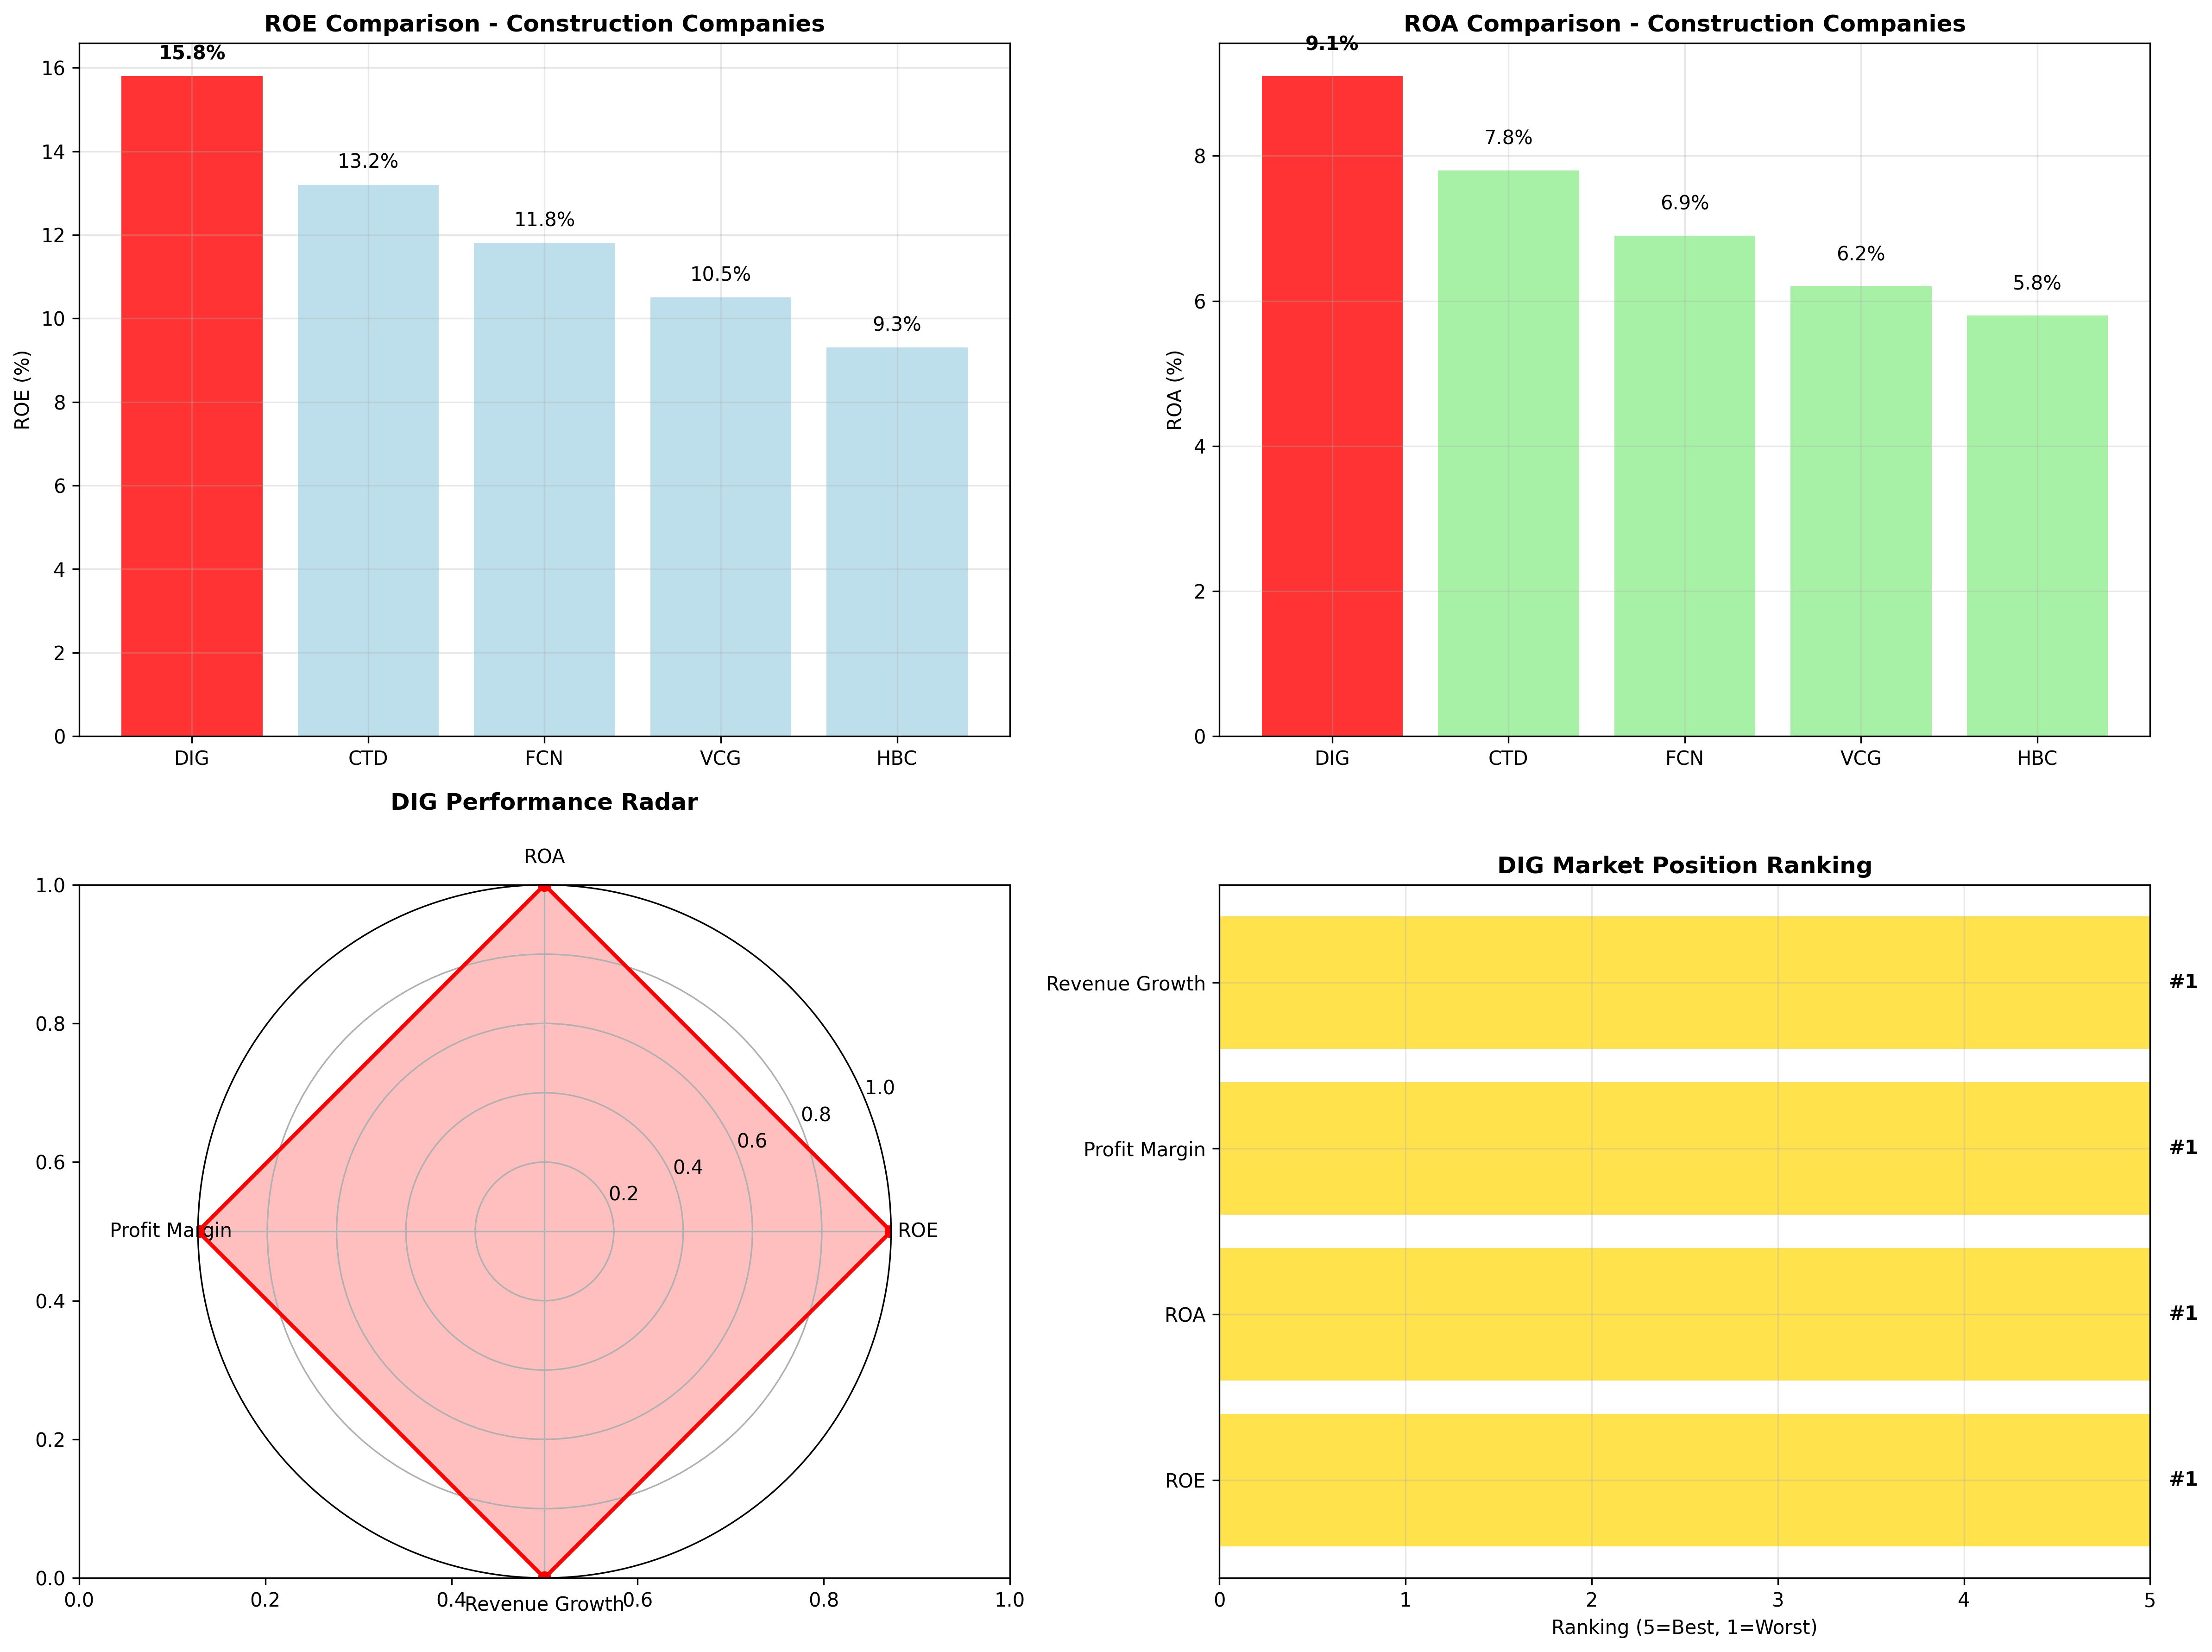 ROE Comparison - Construction Companies
15.8%
16
14
13.2%
12
11.8%
10.5%
10
9.3%
8
6
4
2
0
ROE (%)
DIG CTD FCN VCG HBC
ROA Comparison - Construction Companies
9.1%
7.8%
8
6.9%
6.2%
6
5.8%
4
2
0
ROA (%)
DIG CTD FCN VCG HBC
DIG Performance Radar
ROA
1.0
0.8
0.6
0.4
0.2
0.0
1.0
0.8
0.6
0.4
0.2
Profit Margin
ROE
0.0 0.2 0.4 0.6 0.8 1.0
Revenue Growth
DIG Market Position Ranking
Revenue Growth #1
Profit Margin #1
ROA #1
ROE #1
0 1 2 3 4 5
Ranking (5=Best, 1=Worst)